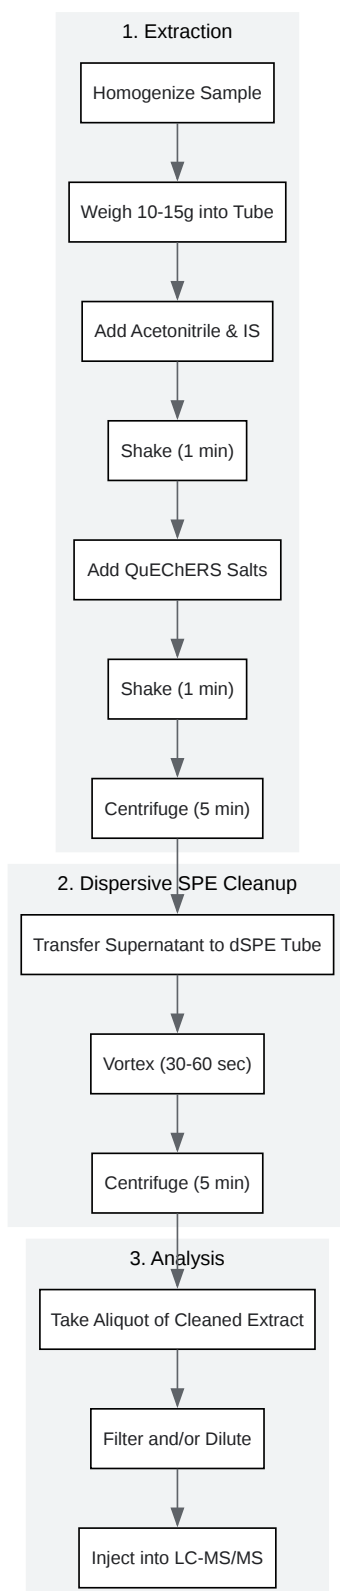 1. Extraction
Homogenize Sample
Weigh 10-15g into Tube
Add Acetonitrile & IS
Shake (1 min)
Add QuEChERS Salts
Shake (1 min)
Centrifuge (5 min)
2. Dispersive SPE Cleanup
Transfer Supernatant to dSPE Tube
Vortex (30-60 sec)
Centrifuge (5 min)
3. Analysis
Take Aliquot of Cleaned Extract
Filter and/or Dilute
Inject into LC-MS/MS